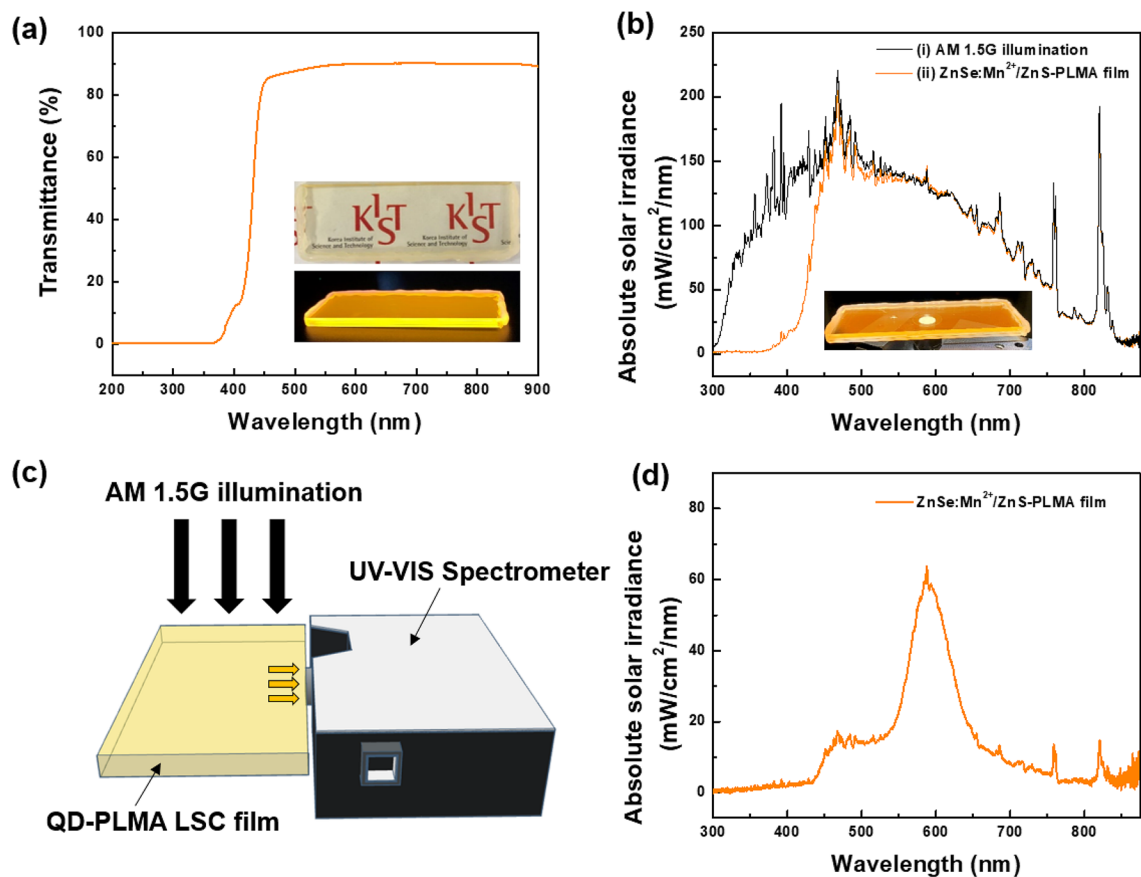 (a)
Transmittance (%)
100
80
60
40
20
0
200
300
400
500
600
700
800
900
Wavelength (nm)
KIST
Korea Institute of
Science and Technology
KIST
Korea Institute of
Science and Technology
(b)
Absolute solar irradiance
(mW/cm²/nm)
250
200
150
100
50
0
300
400
500
600
700
800
Wavelength (nm)
(i) AM 1.5G illumination
(ii) ZnSe:Mn²⁺/ZnS-PLMA film
(c)
AM 1.5G illumination
UV-VIS Spectrometer
QD-PLMA LSC film
(d)
Absolute solar irradiance
(mW/cm²/nm)
80
60
40
20
0
300
400
500
600
700
800
Wavelength (nm)
ZnSe:Mn²⁺/ZnS-PLMA film